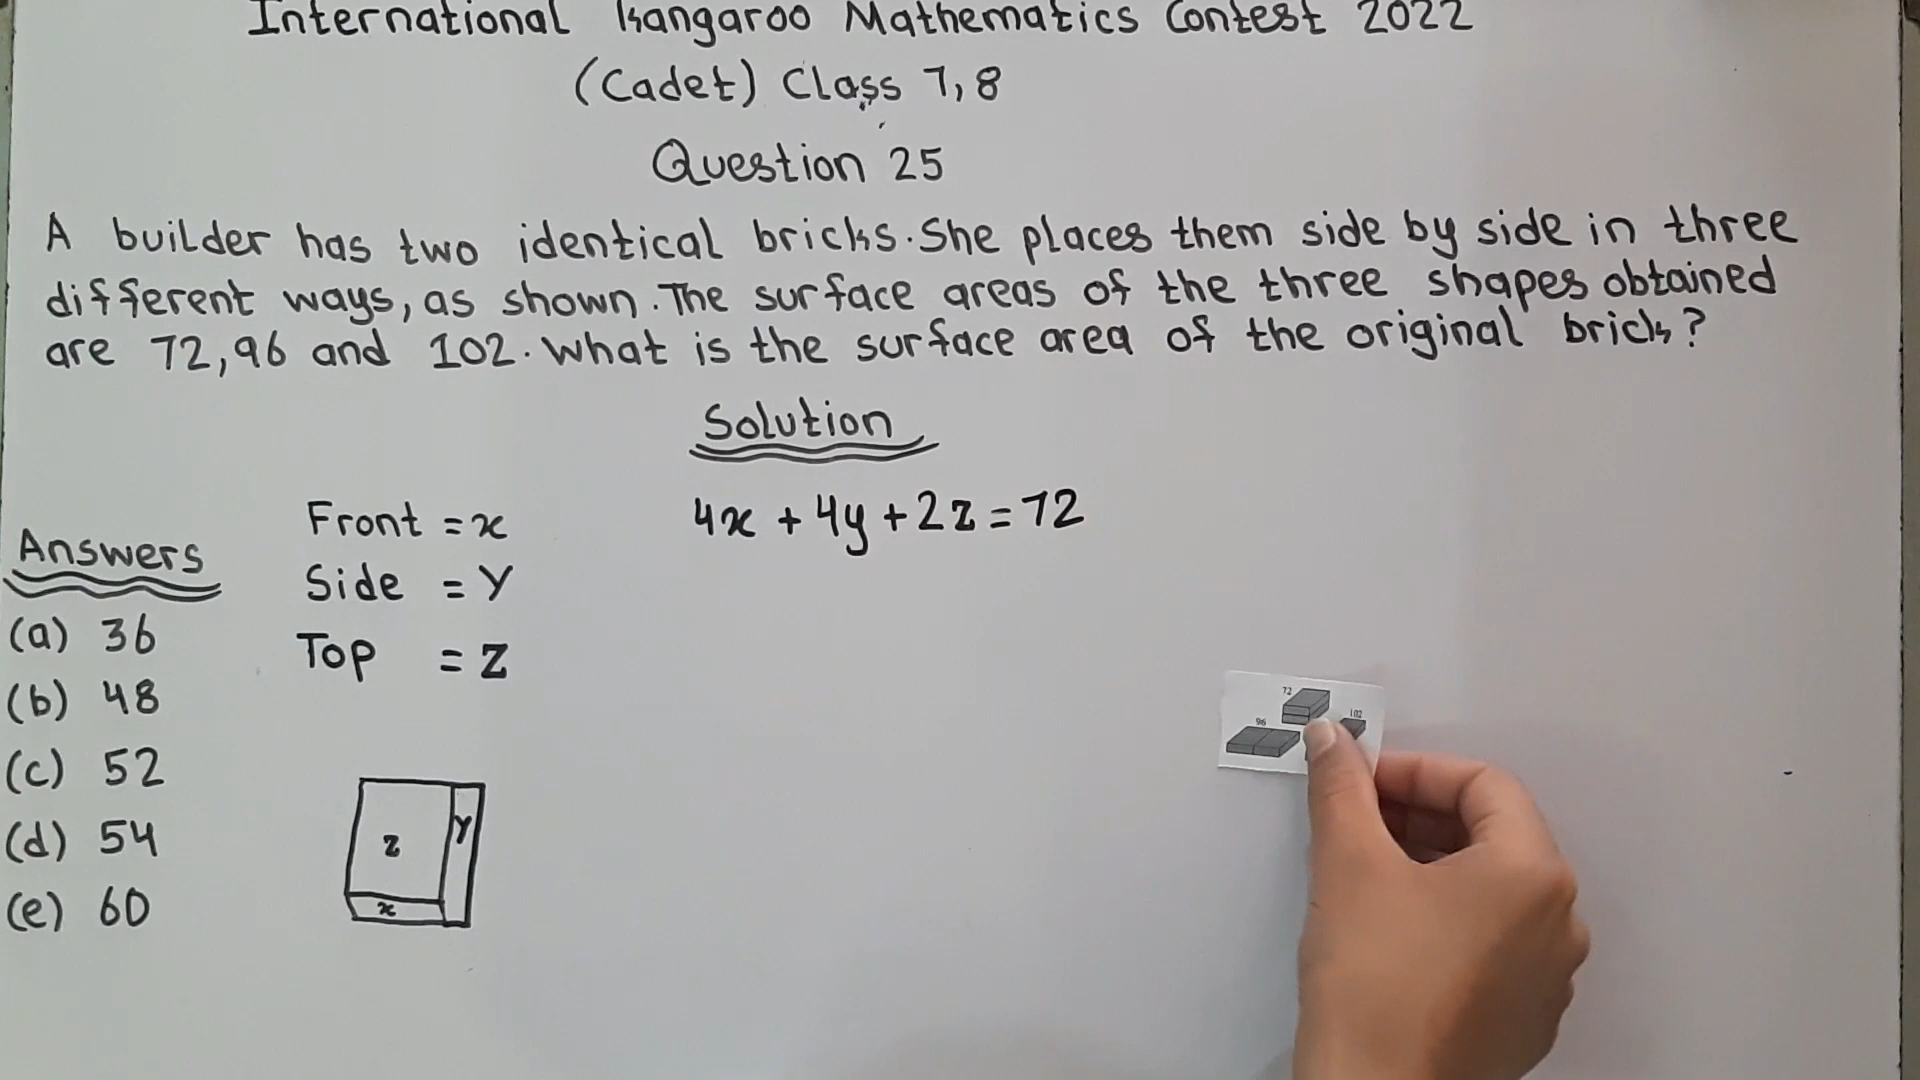 International Kangaroo Mathematics Contest 2022
(Cadet) Class 7,8
Question 25
A builder has two identical bricks. She places them side by side in three
different ways, as shown. The surface areas of the three shapes obtained
are 72,96 and 102. What is the surface area of the original brick?
Solution
4x + 4y + 2z = 72
Front = x
Side = Y
Top = Z
Answers
(a) 36
(b) 48
(c) 52
(d) 54
(e) 60
z
Y
x
72
96
102